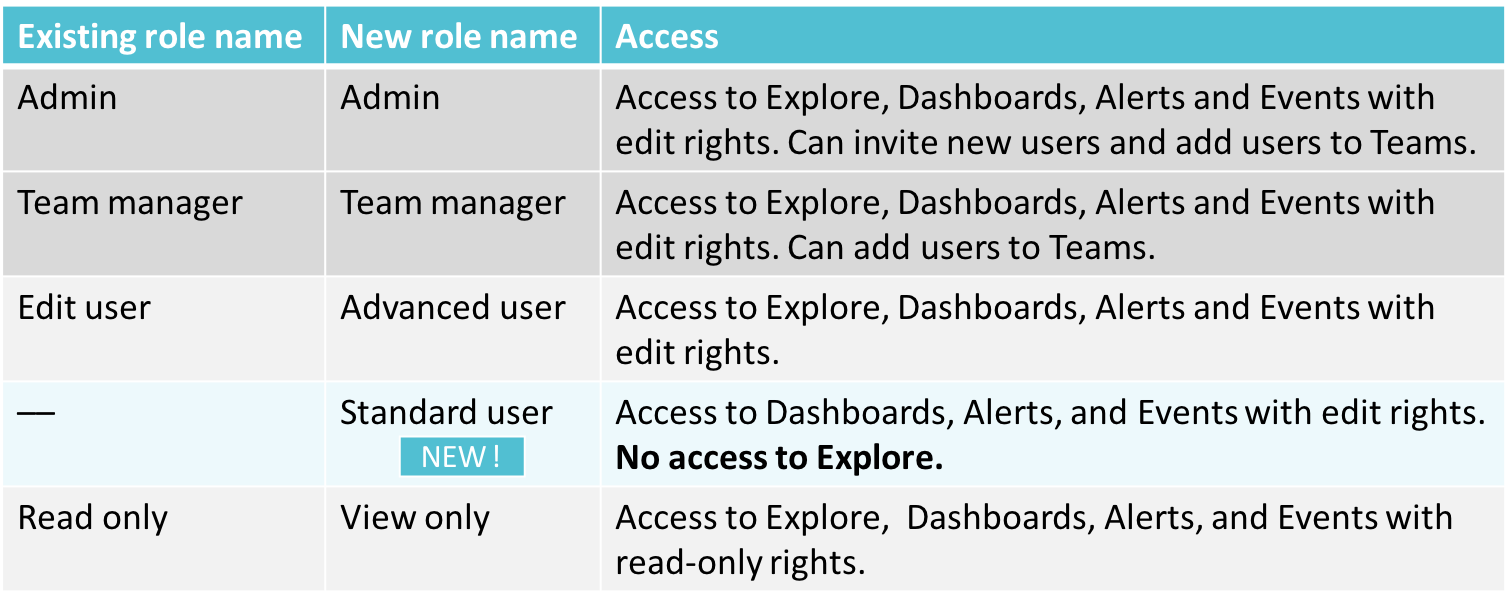 Existing role name New role name Access
Admin Admin Access to Explore, Dashboards, Alerts and Events with
edit rights. Can invite new users and add users to Teams.
Team manager Team manager Access to Explore, Dashboards, Alerts and Events with
edit rights. Can add users to Teams.
Edit user Advanced user Access to Explore, Dashboards, Alerts and Events with
edit rights.
— Standard user Access to Dashboards, Alerts, and Events with edit rights.
NEW ! No access to Explore.
Read only View only Access to Explore, Dashboards, Alerts, and Events with
read-only rights.